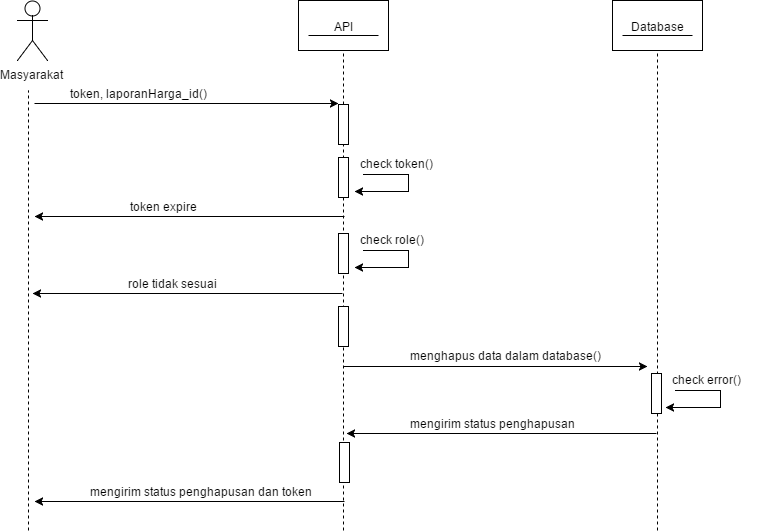 API
Database
Masyarakat
token, laporanHarga_id()
check token()
token expire
check role()
role tidak sesuai
menghapus data dalam database()
check error()
mengirim status penghapusan
mengirim status penghapusan dan token